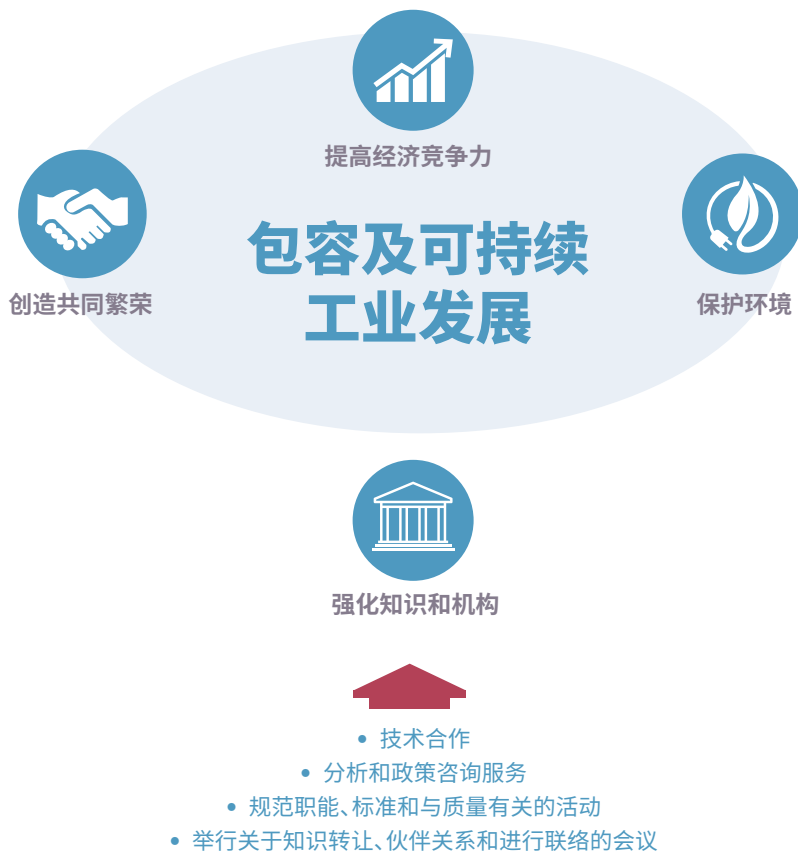 提高经济竞争力
包容及可持续
工业发展
创造共同繁荣
保护环境
强化知识和机构
• 技术合作
• 分析和政策咨询服务
• 规范职能、标准和与质量有关的活动
• 举行关于知识转让、伙伴关系和进行联络的会议